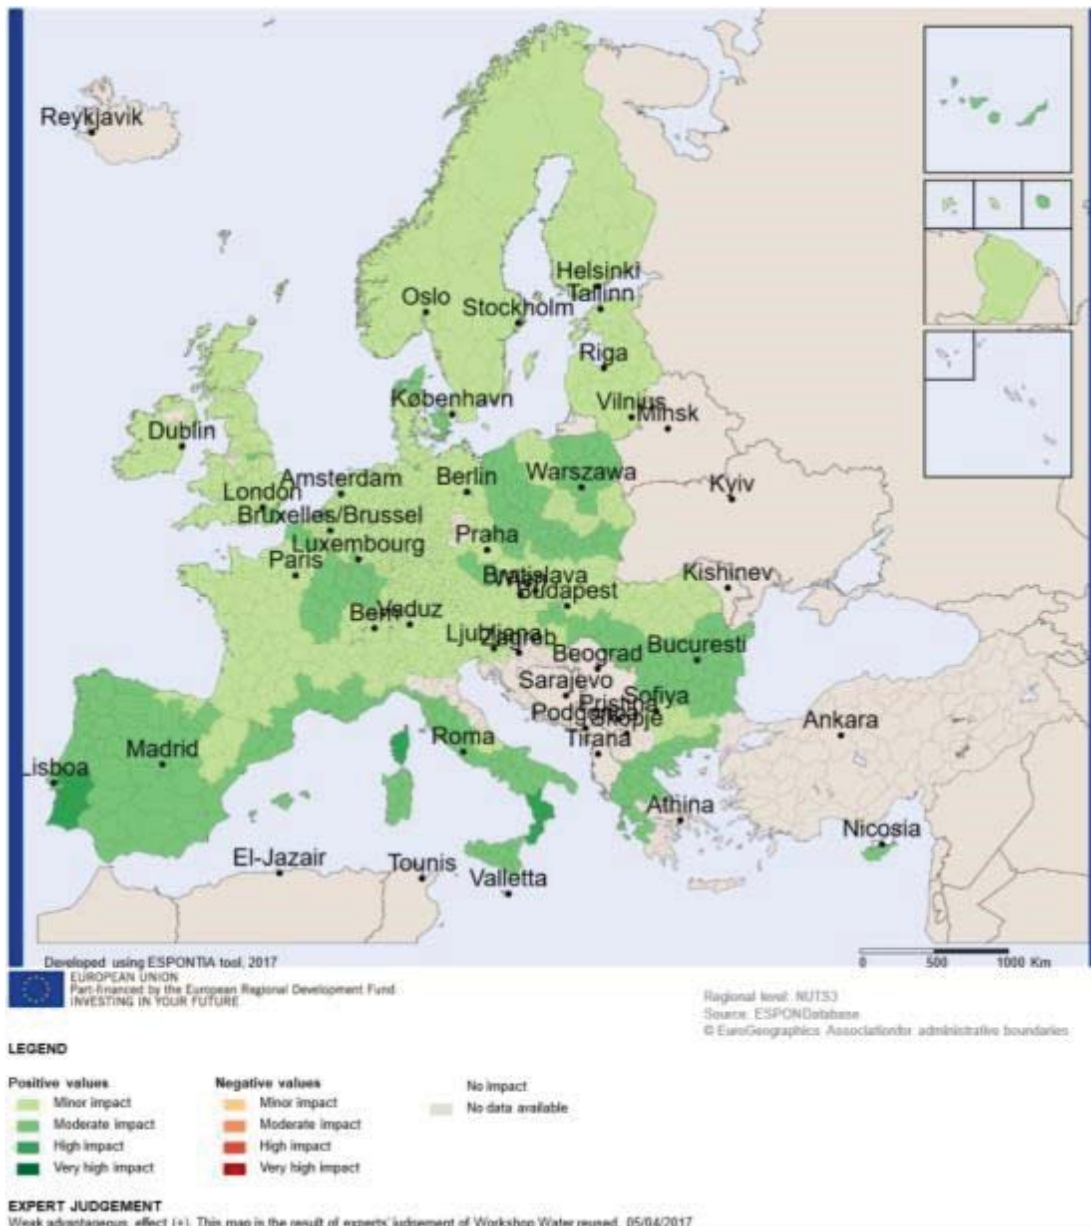 Reykjavik
Helsinki
Tallinn
Oslo
Stockholm
Riga
København
Vilnius
Minsk
Dublin
Amsterdam
Berlin
Warszawa
London
Kyiv
Bruxelles/Brussel
Praha
Luxembourg
Paris
Bratislava
Kishinev
Budapest
Bern
Vaduz
Ljubljana
Zagreb
Bucuresti
Beograd
Sarajevo
Sofiya
Pristina
Podgorica
Skopje
Ankara
Madrid
Roma
Tirana
Lisboa
Athina
Nicosia
El-Jazair
Tounis
Valletta
Developed using ESPONTIA tool, 2017
0 500 1000 Km
EUROPEAN UNION
Part-financed by the European Regional Development Fund
INVESTING IN YOUR FUTURE
Regional level: NUTS3
Source: ESPONDatabase
© EuroGeographics Associationfor administrative boundaries
LEGEND
Positive values
Minor impact
Moderate impact
High impact
Very high impact
Negative values
Minor impact
Moderate impact
High impact
Very high impact
No impact
No data available
EXPERT JUDGEMENT
Weak advantageous effect (+). This map is the result of experts' judgement of Workshop Water reused, 05/04/2017